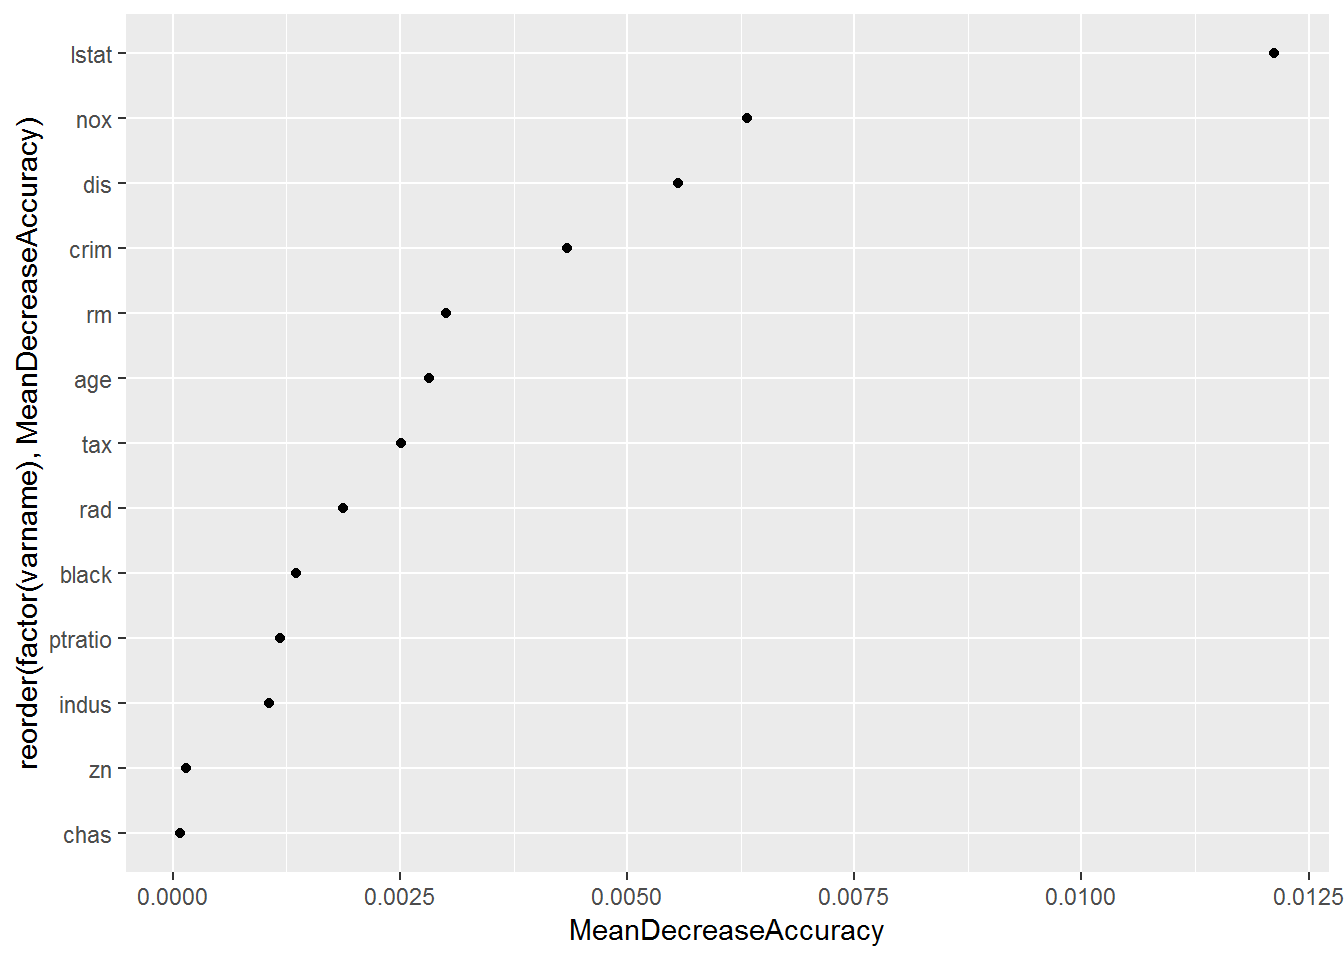 reorder(factor(varname), MeanDecreaseAccuracy)
lstat
nox
dis
crim
rm
age
tax
rad
black
ptratio
indus
zn
chas
0.0000 0.0025 0.0050 0.0075 0.0100 0.0125
MeanDecreaseAccuracy